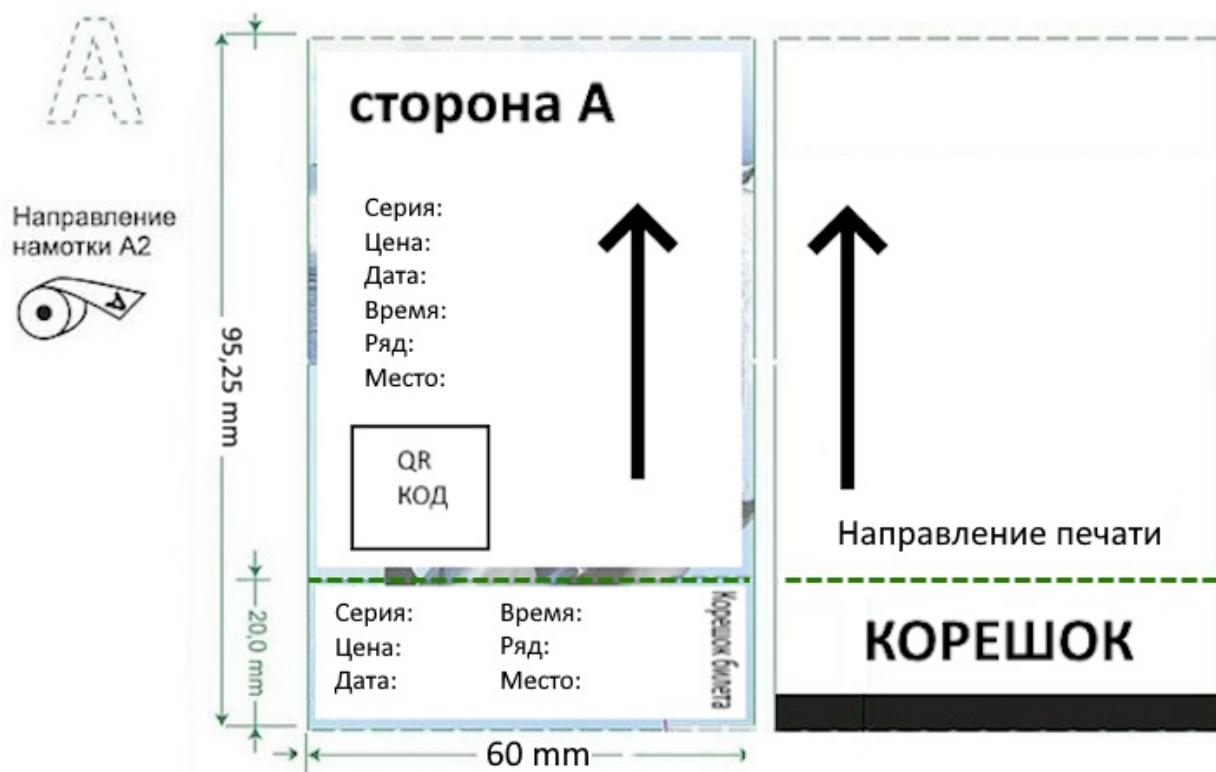 А
Направление
намотки А2
А
95,25 mm
20,0 mm
сторона А
Серия:
Цена:
Дата:
Время:
Ряд:
Место:
QR
КОД
Серия:
Цена:
Дата:
Время:
Ряд:
Место:
Корешок билета
60 mm
Направление печати
КОРЕШОК